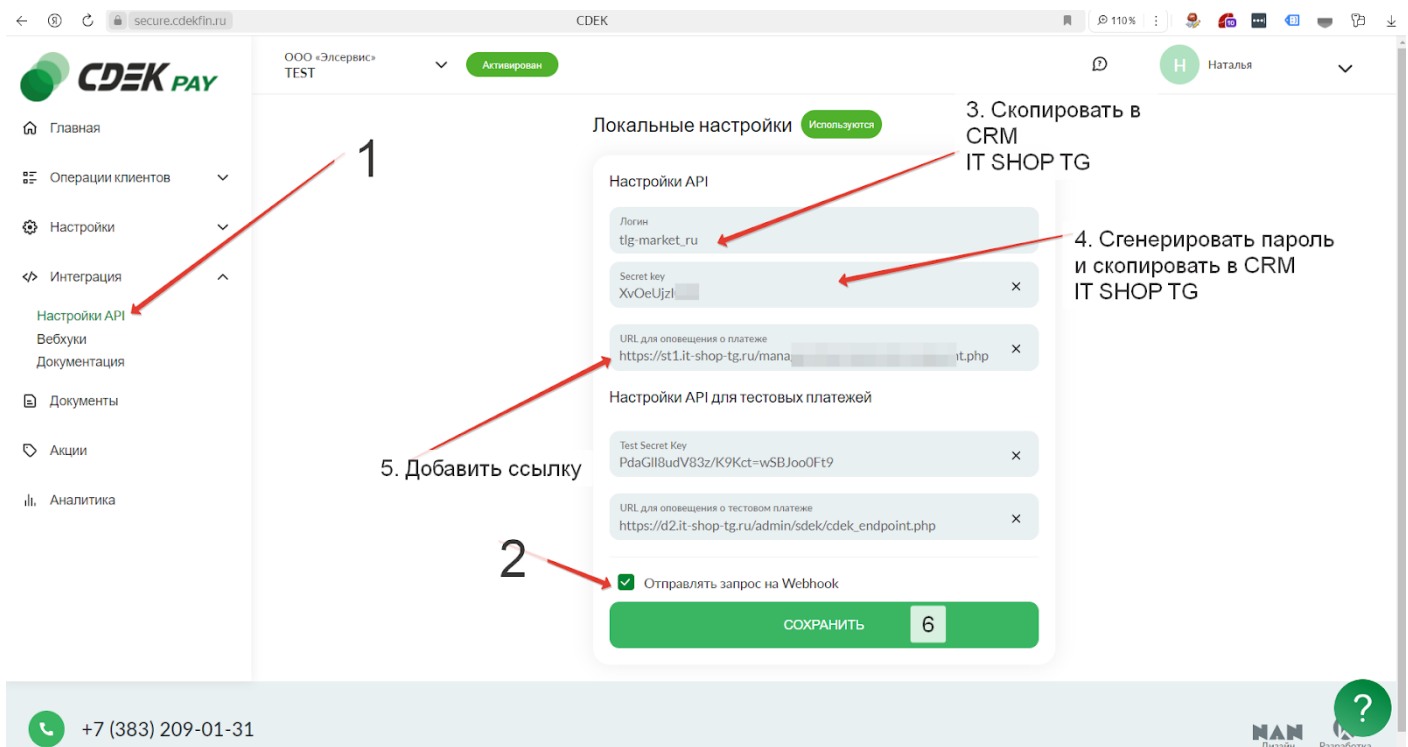 secure.cdekfin.ru
CDEK
110%
CDEK PAY
ООО «Элсервис»
TEST
Активирован
Н
Наталья
Главная
Операции клиентов
Настройки
Интеграция
Настройки API
Вебхуки
Документация
Документы
Акции
Аналитика
1
Локальные настройки
Используются
3. Скопировать в
CRM
IT SHOP TG
Настройки API
Логин
tlg-market_ru
Secret key
XvOeUjzl
4. Сгенерировать пароль
и скопировать в CRM
IT SHOP TG
URL для оповещения о платеже
https://st1.it-shop-tg.ru/mana t.php
5. Добавить ссылку
Настройки API для тестовых платежей
Test Secret Key
PdaGll8udV83z/K9Kct=wSBJoo0Ft9
URL для оповещения о тестовом платеже
https://d2.it-shop-tg.ru/admin/sdek/cdek_endpoint.php
2
Отправлять запрос на Webhook
СОХРАНИТЬ 6
+7 (383) 209-01-31
?
NAN
Дизайн
Разработка